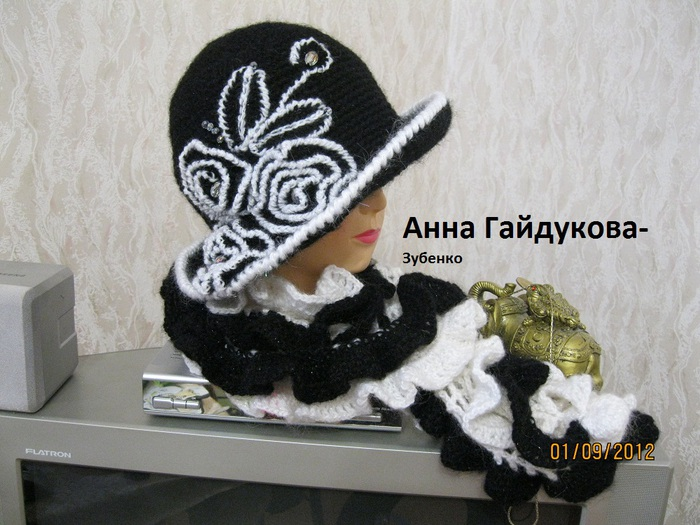 Анна Гайдукова-
Зубенко
01/09/2012
FLATRON